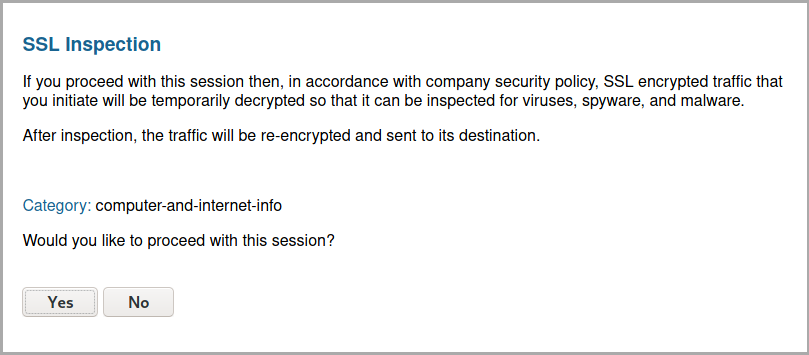 SSL Inspection
If you proceed with this session then, in accordance with company security policy, SSL encrypted traffic that
you initiate will be temporarily decrypted so that it can be inspected for viruses, spyware, and malware.
After inspection, the traffic will be re-encrypted and sent to its destination.
Category: computer-and-internet-info
Would you like to proceed with this session?
Yes No